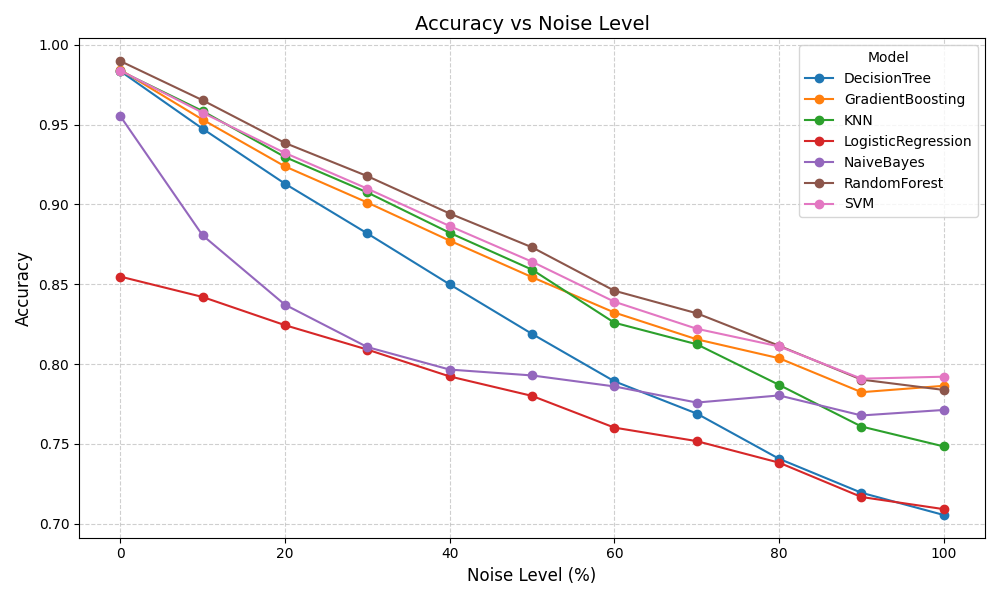 Accuracy vs Noise Level
Model
DecisionTree
GradientBoosting
KNN
LogisticRegression
NaiveBayes
RandomForest
SVM
Accuracy
1.00
0.95
0.90
0.85
0.80
0.75
0.70
0 20 40 60 80 100
Noise Level (%)